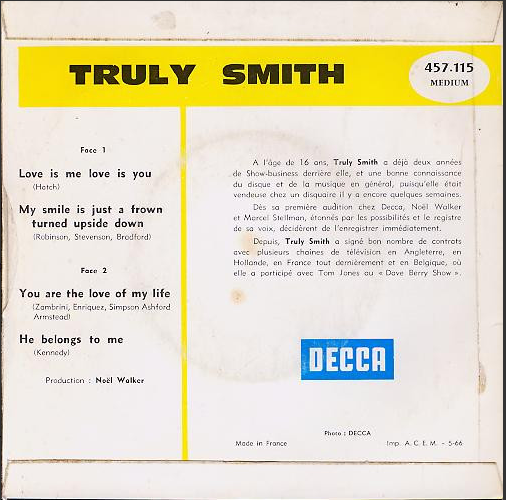 TRULY SMITH
457.115
MEDIUM
Face 1
Love is me love is you
(Hatch)
My smile is just a frown
turned upside down
(Robinson, Stevenson, Bradford)
Face 2
You are the love of my life
(Zambrini, Enriquez, Simpson Ashford
Armstead)
He belongs to me
(Kennedy)
Production : Noël Walker
A l'âge de 16 ans, Truly Smith a déjà deux années
de Show-business derrière elle, et une bonne connaissance
du disque et de la musique en général, puisqu'elle était
vendeuse chez un disquaire il y a encore quelques semaines.
Dès sa première audition chez Decca, Noël Walker
et Marcel Stellman, étonnés par les possibilités et le registre
de sa voix, décidèrent de l'enregistrer immédiatement.
Depuis, Truly Smith a signé bon nombre de contrats
avec plusieurs chaines de télévision en Angleterre, en
Hollande, en France tout dernièrement et en Belgique, où
elle a participé avec Tom Jones au « Dave Berry Show ».
DECCA
Photo : DECCA
Made in France
Imp. A. C. E. M. - 5-66